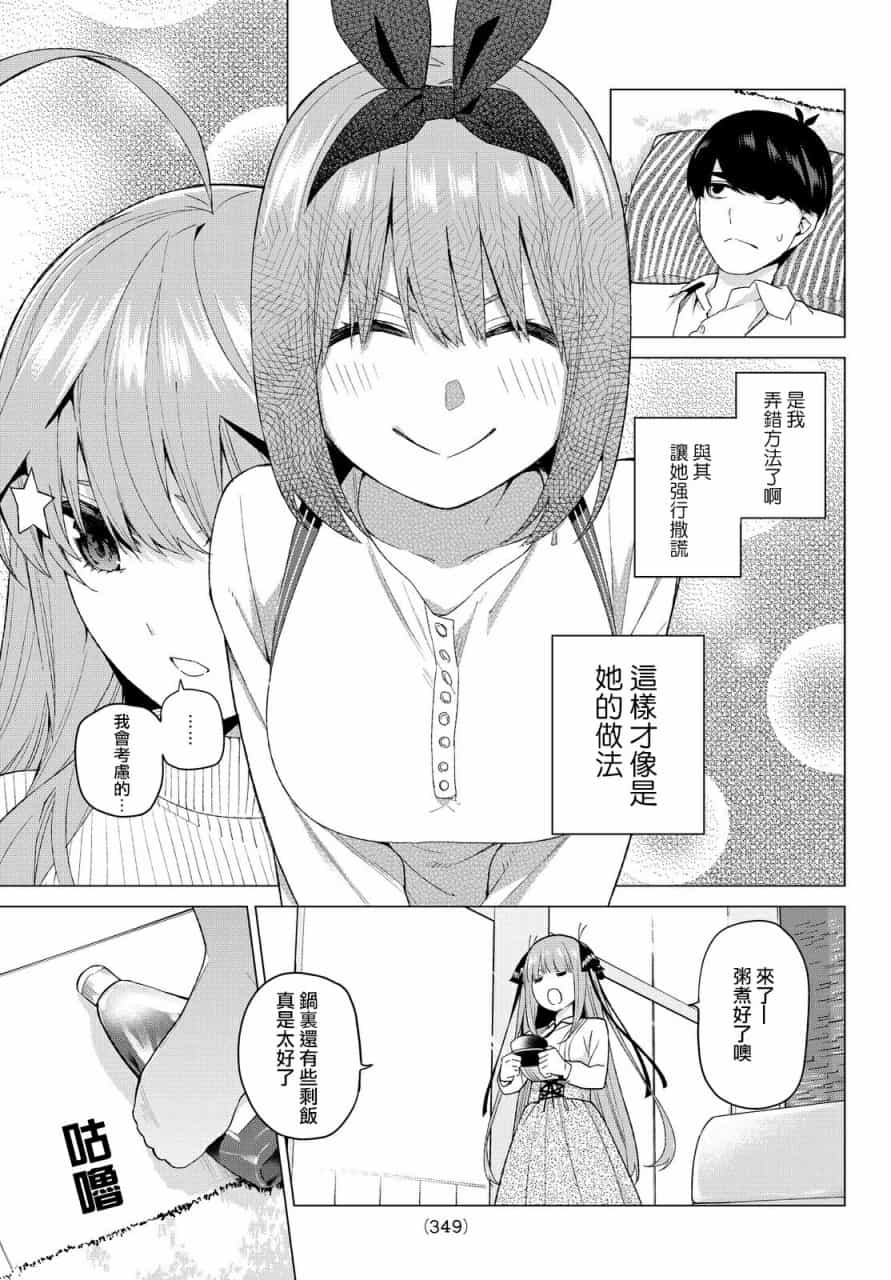 是我
弄錯方法了啊
與其
讓她强行撒謊
這樣才像是
她的做法
……
我會考慮的…
來了—
粥煮好了噢
鍋裏還有些剩飯
真是太好了
咕嚕
(349)